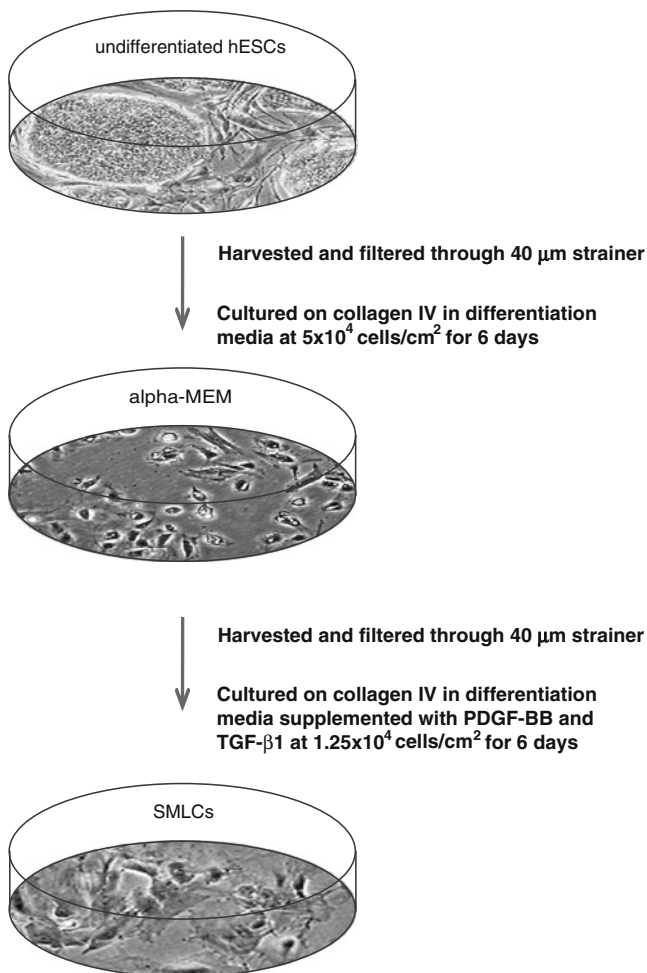 undifferentiated hESCs
Harvested and filtered through 40 μm strainer
Cultured on collagen IV in differentiation
media at 5x10⁴ cells/cm² for 6 days
alpha-MEM
Harvested and filtered through 40 μm strainer
Cultured on collagen IV in differentiation
media supplemented with PDGF-BB and
TGF-β1 at 1.25x10⁴ cells/cm² for 6 days
SMLCs